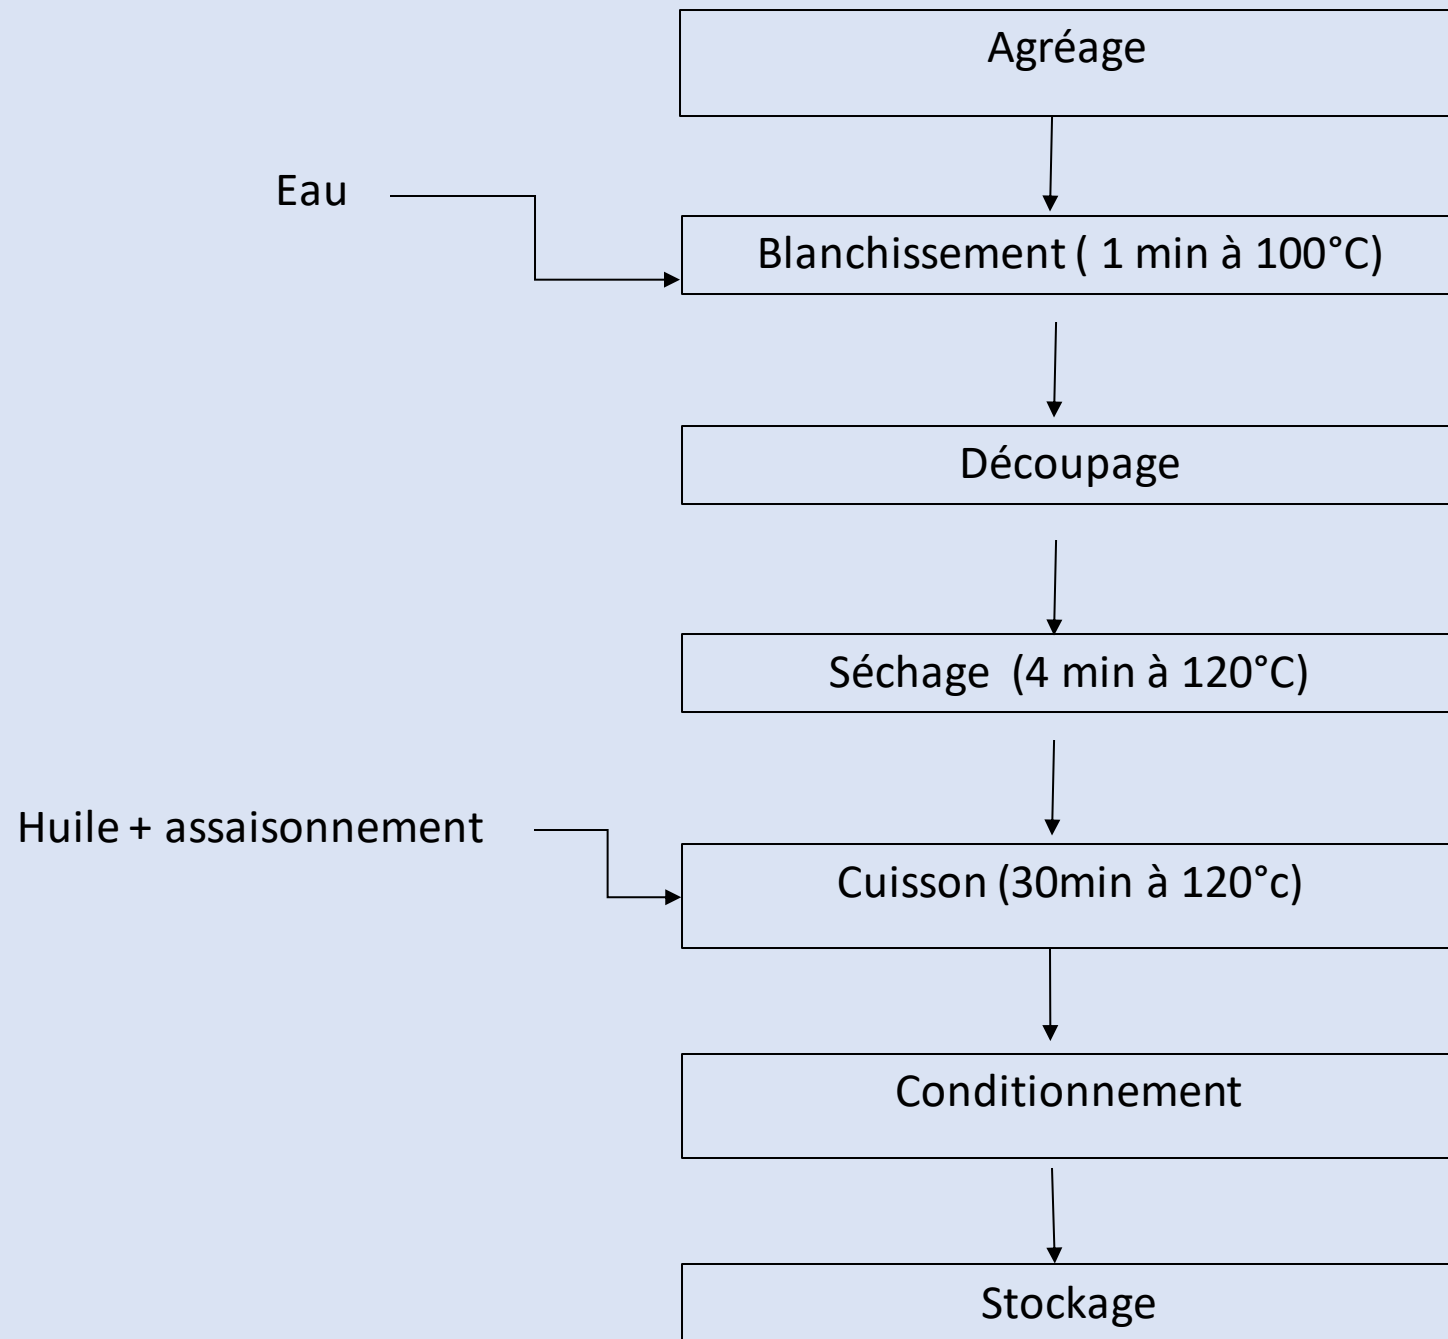 Agréage
Eau
Blanchissement ( 1 min à 100°C)
Découpage
Séchage (4 min à 120°C)
Huile + assaisonnement
Cuisson (30min à 120°c)
Conditionnement
Stockage